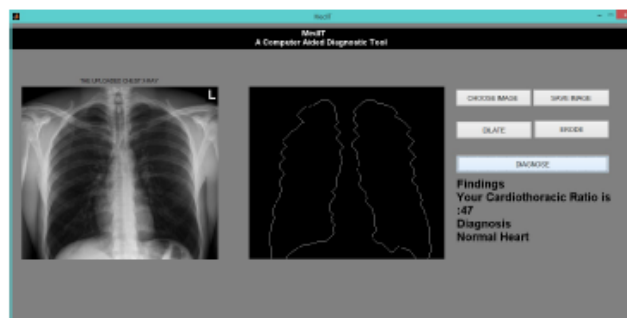 MedIT
MedIT
A Computer Aided Diagnostic Tool
THE UPLOADED CHEST X-RAY
L
CHOOSE IMAGE
SAVE IMAGE
DILATE
ERODE
DIAGNOSE
Findings
Your Cardiothoracic Ratio is
:47
Diagnosis
Normal Heart